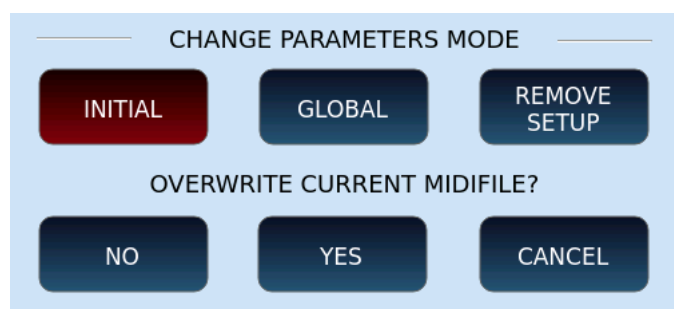 CHANGE PARAMETERS MODE
INITIAL
GLOBAL
REMOVE
SETUP
OVERWRITE CURRENT MIDIFILE?
NO
YES
CANCEL